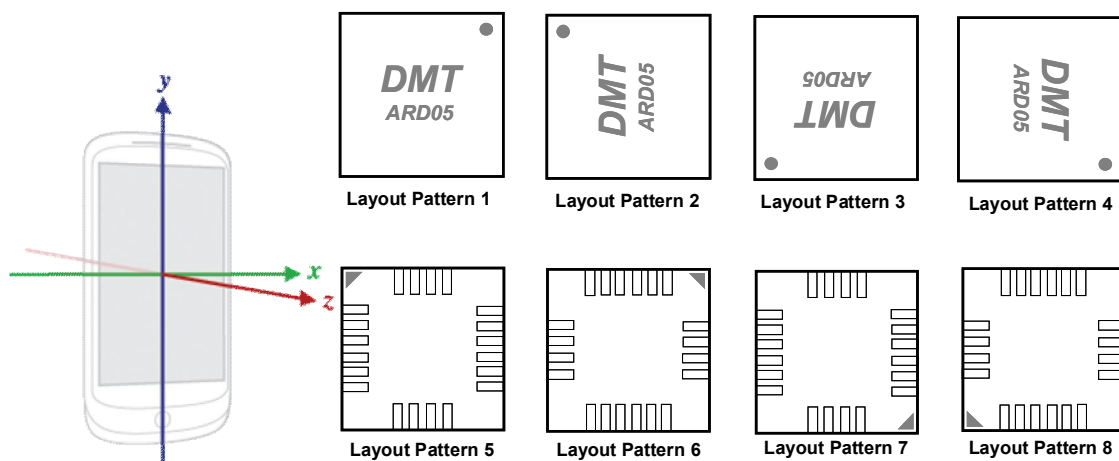 y
x
z
DMT
ARD05
Layout Pattern 1
DMT
ARD05
Layout Pattern 2
ARD05
DMT
Layout Pattern 3
DMT
ARD05
Layout Pattern 4
Layout Pattern 5
Layout Pattern 6
Layout Pattern 7
Layout Pattern 8